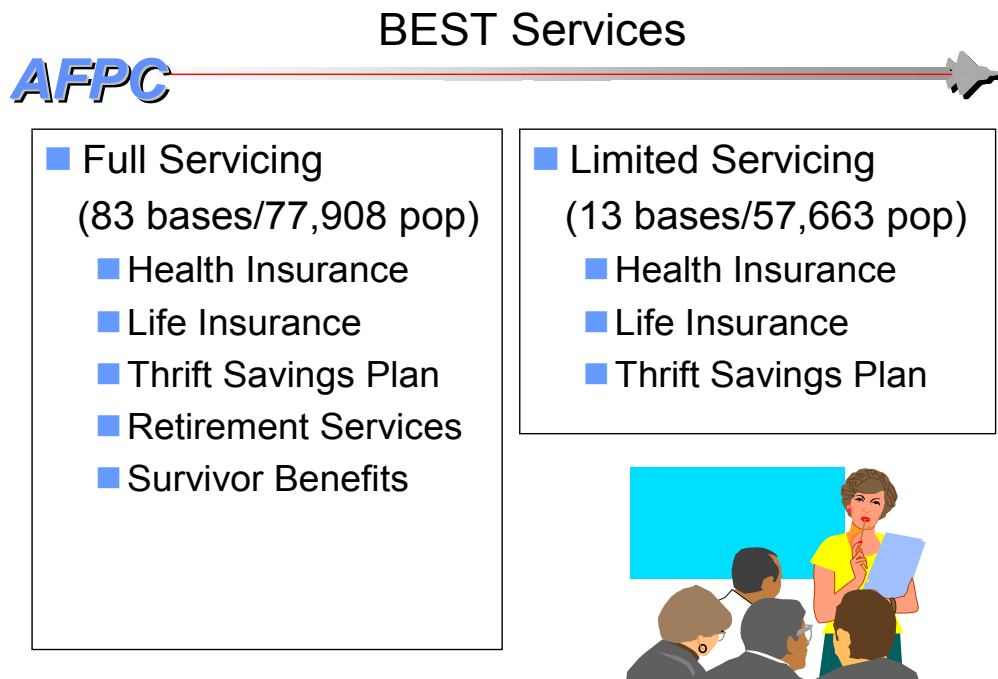 BEST Services
AFPC
Full Servicing
(83 bases/77,908 pop)
Health Insurance
Life Insurance
Thrift Savings Plan
Retirement Services
Survivor Benefits
Limited Servicing
(13 bases/57,663 pop)
Health Insurance
Life Insurance
Thrift Savings Plan